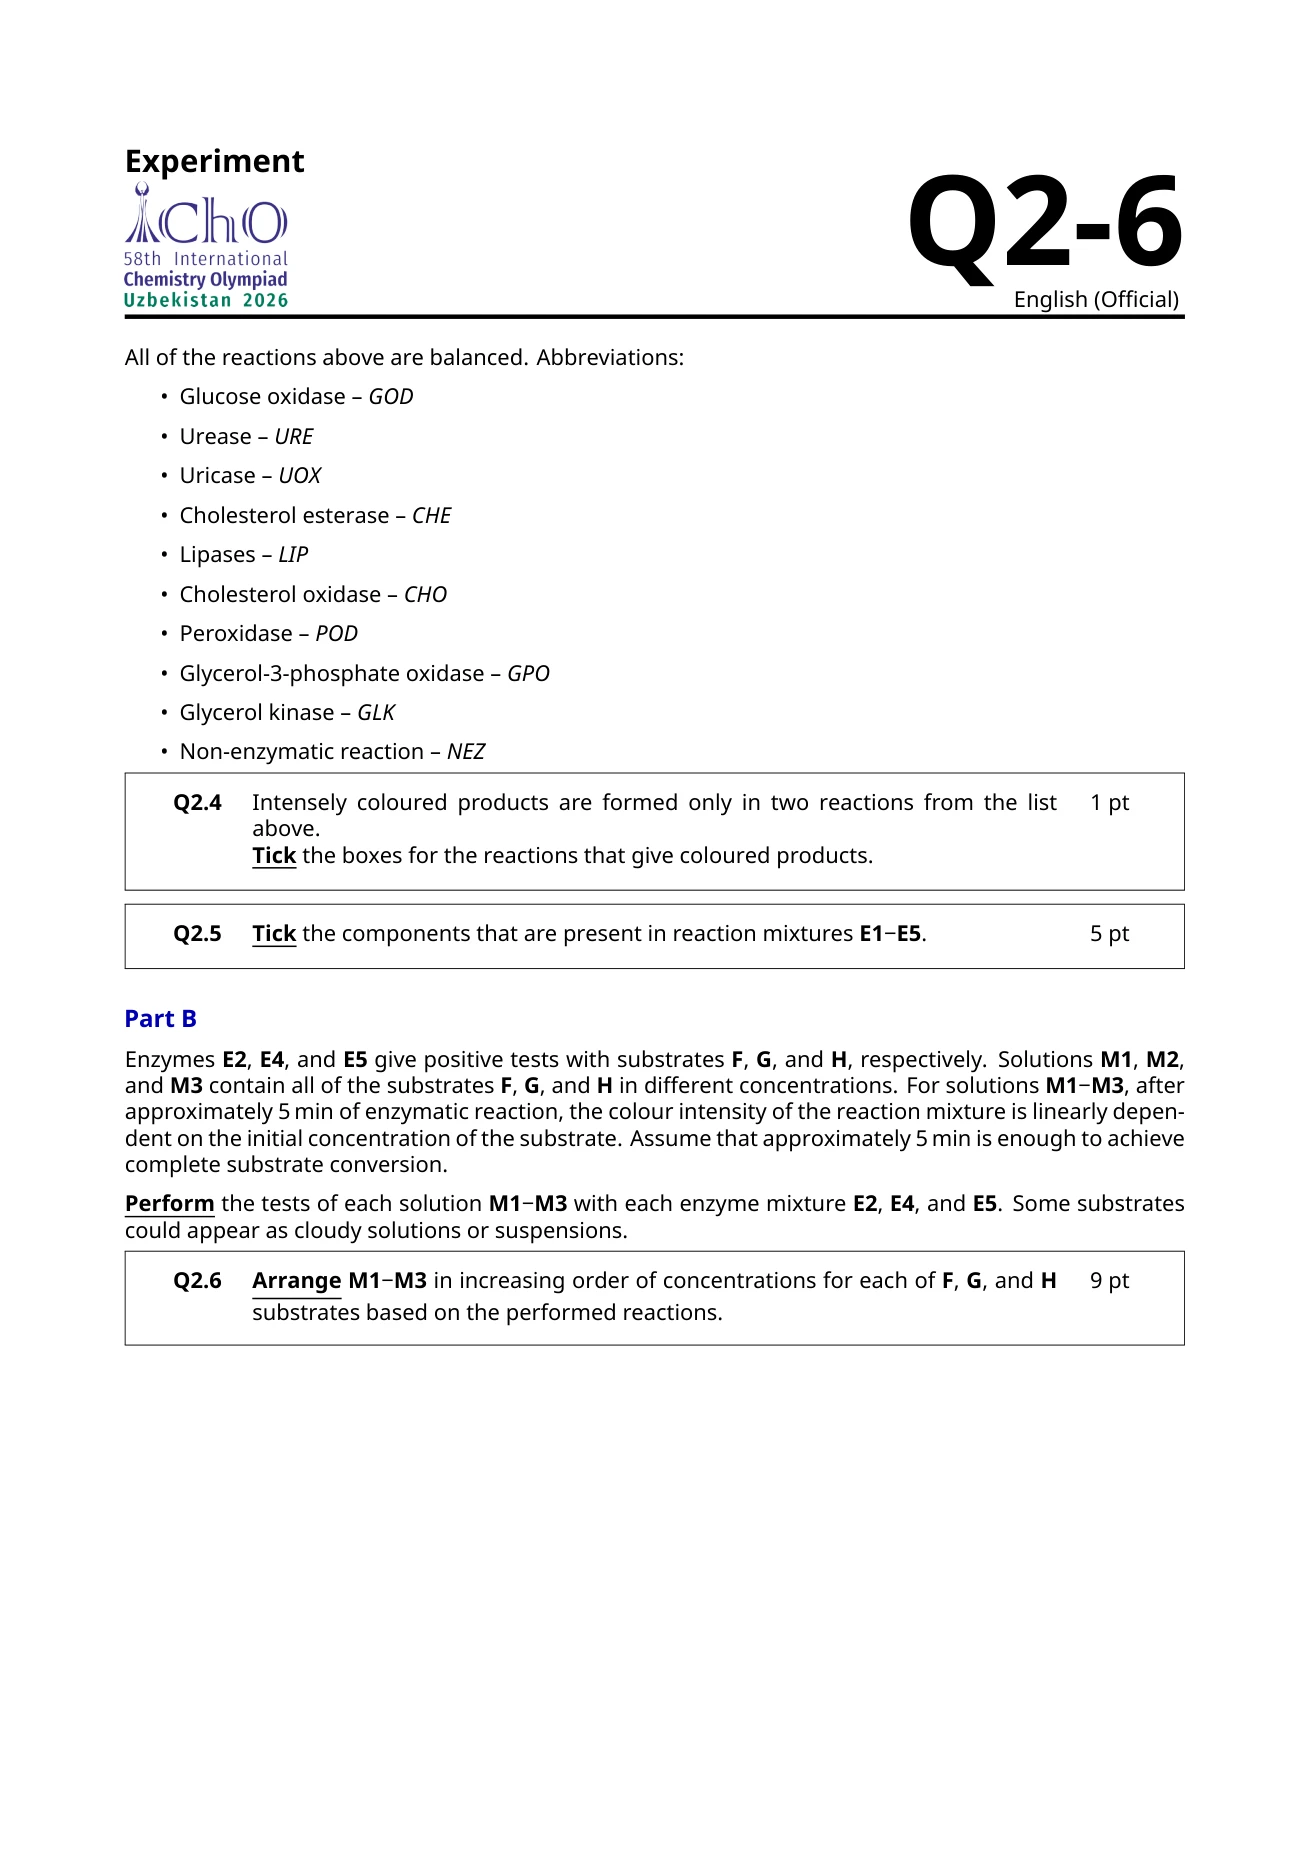 Experiment
IChO
58th International
Chemistry Olympiad
Uzbekistan 2026
Q2-6
English (Official)
All of the reactions above are balanced. Abbreviations:
• Glucose oxidase – GOD
• Urease – URE
• Uricase – UOX
• Cholesterol esterase – CHE
• Lipases – LIP
• Cholesterol oxidase – CHO
• Peroxidase – POD
• Glycerol-3-phosphate oxidase – GPO
• Glycerol kinase – GLK
• Non-enzymatic reaction – NEZ
Q2.4 Intensely coloured products are formed only in two reactions from the list 1 pt
above.
Tick the boxes for the reactions that give coloured products.
Q2.5 Tick the components that are present in reaction mixtures E1−E5. 5 pt
Part B
Enzymes E2, E4, and E5 give positive tests with substrates F, G, and H, respectively. Solutions M1, M2,
and M3 contain all of the substrates F, G, and H in different concentrations. For solutions M1−M3, after
approximately 5 min of enzymatic reaction, the colour intensity of the reaction mixture is linearly depen-
dent on the initial concentration of the substrate. Assume that approximately 5 min is enough to achieve
complete substrate conversion.
Perform the tests of each solution M1−M3 with each enzyme mixture E2, E4, and E5. Some substrates
could appear as cloudy solutions or suspensions.
Q2.6 Arrange M1−M3 in increasing order of concentrations for each of F, G, and H 9 pt
substrates based on the performed reactions.